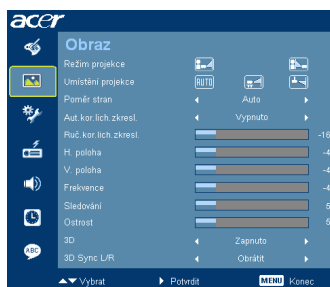 acer
Obraz
Režim projekce
Umístění projekce AUTO
Poměr stran Auto
Aut.kor.lich.zkresl. Vypnuto
Ruč.kor.lich.zkresl. -16
H. poloha -4
V. poloha -4
Frekvence -4
Sledování 5
Ostrost 5
3D Zapnuto
3D Sync L/R Obrátit
ABC
Vybrat Potvrdit MENU Konec